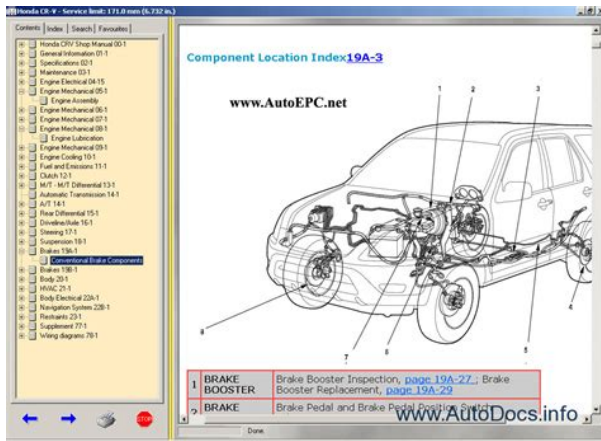 Honda CR-V - Service limit: 171.0 mm (6.732 in.)
Contents Index Search Favourites
Honda CRV Shop Manual 00-1
General Information 01-1
Specifications 02-1
Maintenance 03-1
Engine Electrical 04-15
Engine Mechanical 05-1
Engine Assembly
Engine Mechanical 06-1
Engine Mechanical 07-1
Engine Mechanical 08-1
Engine Lubrication
Engine Mechanical 09-1
Engine Cooling 10-1
Fuel and Emissions 11-1
Clutch 12-1
M/T - M/T Differential 13-1
Automatic Transmission 14-1
A/T 14-1
Rear Differential 15-1
Driveline/Axle 16-1
Steering 17-1
Suspension 18-1
Brakes 19A-1
Conventional Brake Components
Brakes 19B-1
Body 20-1
HVAC 21-1
Body Electrical 22A-1
Navigation System 22B-1
Restraints 23-1
Supplement 77-1
Wiring diagrams 78-1
STOP
Component Location Index19A-3
www.AutoEPC.net
1 2 3
4
5
6
7
8
1 BRAKE BOOSTER Brake Booster Inspection, page 19A-27 ; Brake
Booster Replacement, page 19A-29
2 BRAKE Brake Pedal and Brake Pedal Position Switch
www.AutoDocs.info
Done